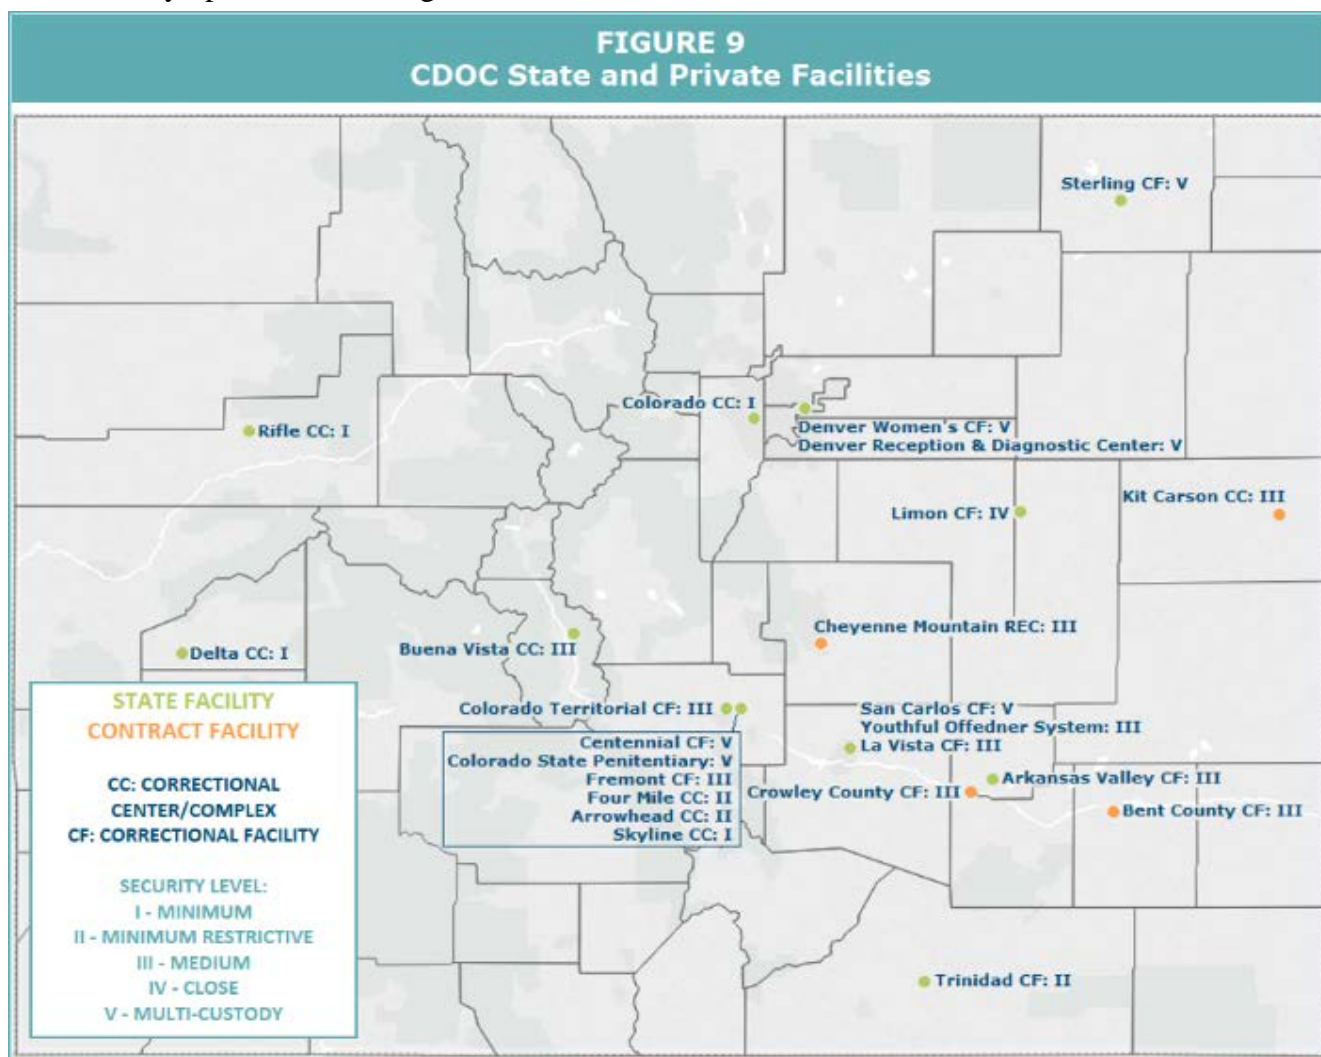 FIGURE 9
CDOC State and Private Facilities
Sterling CF: V
Colorado CC: I
Rifle CC: I
Denver Women's CF: V
Denver Reception & Diagnostic Center: V
Kit Carson CC: III
Limon CF: IV
Cheyenne Mountain REC: III
Buena Vista CC: III
Delta CC: I
Colorado Territorial CF: III
San Carlos CF: V
Youthful Offedner System: III
La Vista CF: III
Centennial CF: V
Colorado State Penitentiary: V
Fremont CF: III
Four Mile CC: II
Arrowhead CC: II
Skyline CC: I
Arkansas Valley CF: III
Crowley County CF: III
Bent County CF: III
Trinidad CF: II
STATE FACILITY
CONTRACT FACILITY
CC: CORRECTIONAL
CENTER/COMPLEX
CF: CORRECTIONAL FACILITY
SECURITY LEVEL:
I - MINIMUM
II - MINIMUM RESTRICTIVE
III - MEDIUM
IV - CLOSE
V - MULTI-CUSTODY